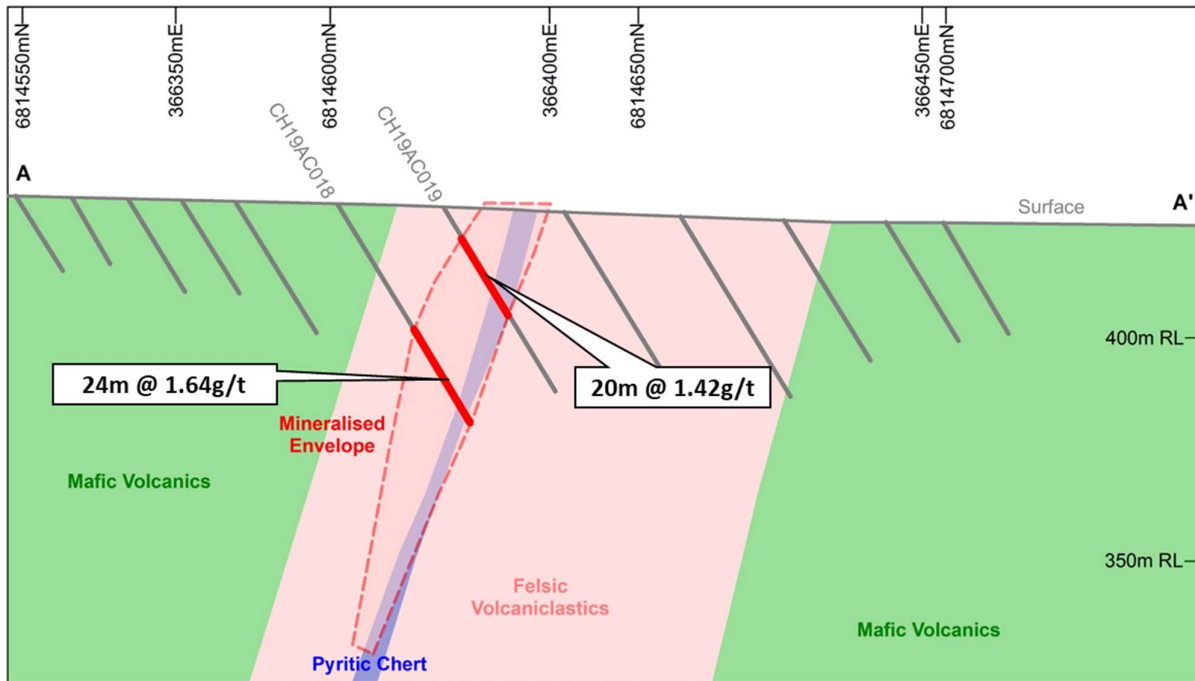 6814550mN
366350mE
6814600mN
366400mE
6814650mN
366450mE
6814700mN
CH19AC018
CH19AC019
A
A'
Surface
400m RL
24m @ 1.64g/t
20m @ 1.42g/t
Mineralised
Envelope
Mafic Volcanics
350m RL
Felsic
Volcaniclastics
Mafic Volcanics
Pyritic Chert